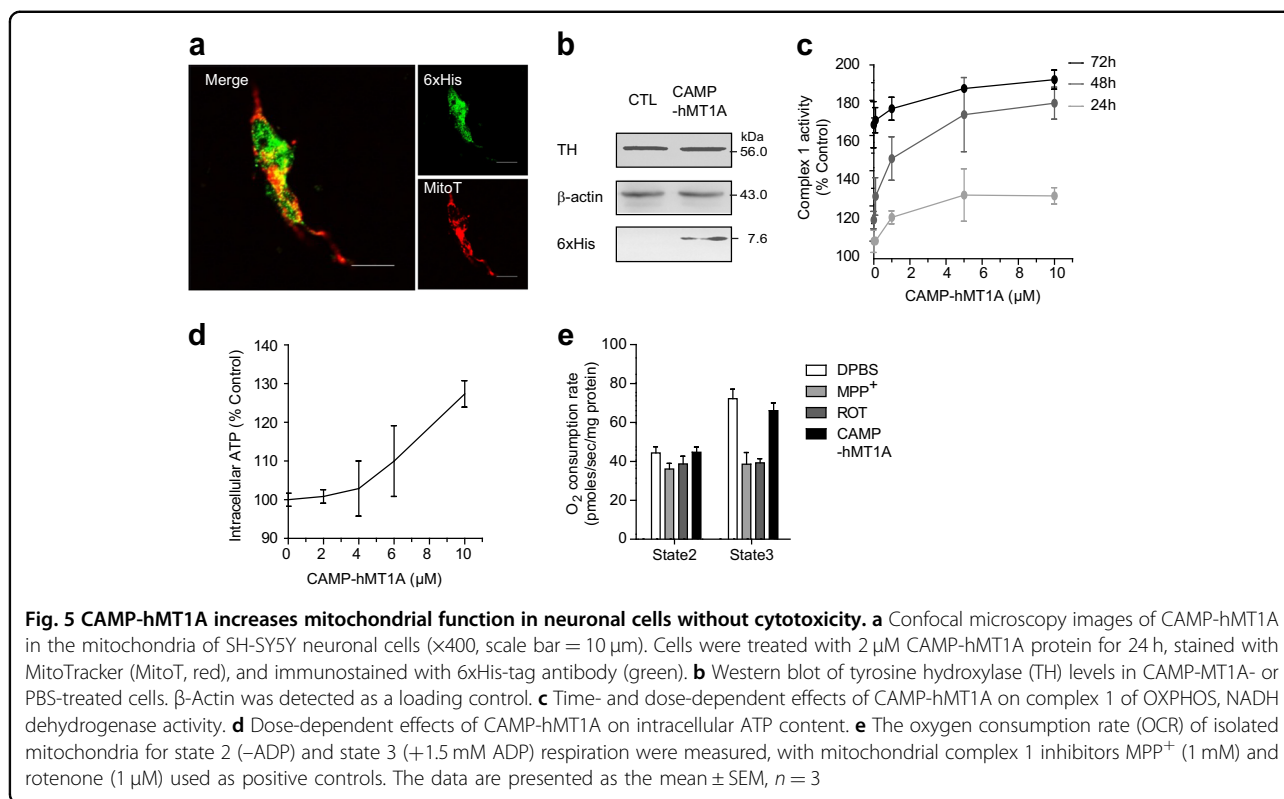 a
Merge
6xHis
MitoT
b
CTL
CAMP
-hMT1A
kDa
TH
56.0
β-actin
43.0
6xHis
7.6
c
200
180
160
140
120
100
Complex 1 activity
(% Control)
0
2
4
6
8
10
CAMP-hMT1A (µM)
72h
48h
24h
d
140
130
120
110
100
90
Intracellular ATP (% Control)
0
2
4
6
8
10
CAMP-hMT1A (µM)
e
100
80
60
40
20
0
O2 consumption rate
(pmoles/sec/mg protein)
State2
State3
DPBS
MPP+
ROT
CAMP
-hMT1A
Fig. 5 CAMP-hMT1A increases mitochondrial function in neuronal cells without cytotoxicity. a Confocal microscopy images of CAMP-hMT1A
in the mitochondria of SH-SY5Y neuronal cells (×400, scale bar = 10 µm). Cells were treated with 2 µM CAMP-hMT1A protein for 24 h, stained with
MitoTracker (MitoT, red), and immunostained with 6xHis-tag antibody (green). b Western blot of tyrosine hydroxylase (TH) levels in CAMP-MT1A- or
PBS-treated cells. β-Actin was detected as a loading control. c Time- and dose-dependent effects of CAMP-hMT1A on complex 1 of OXPHOS, NADH
dehydrogenase activity. d Dose-dependent effects of CAMP-hMT1A on intracellular ATP content. e The oxygen consumption rate (OCR) of isolated
mitochondria for state 2 (–ADP) and state 3 (+1.5 mM ADP) respiration were measured, with mitochondrial complex 1 inhibitors MPP+ (1 mM) and
rotenone (1 µM) used as positive controls. The data are presented as the mean ± SEM, n = 3